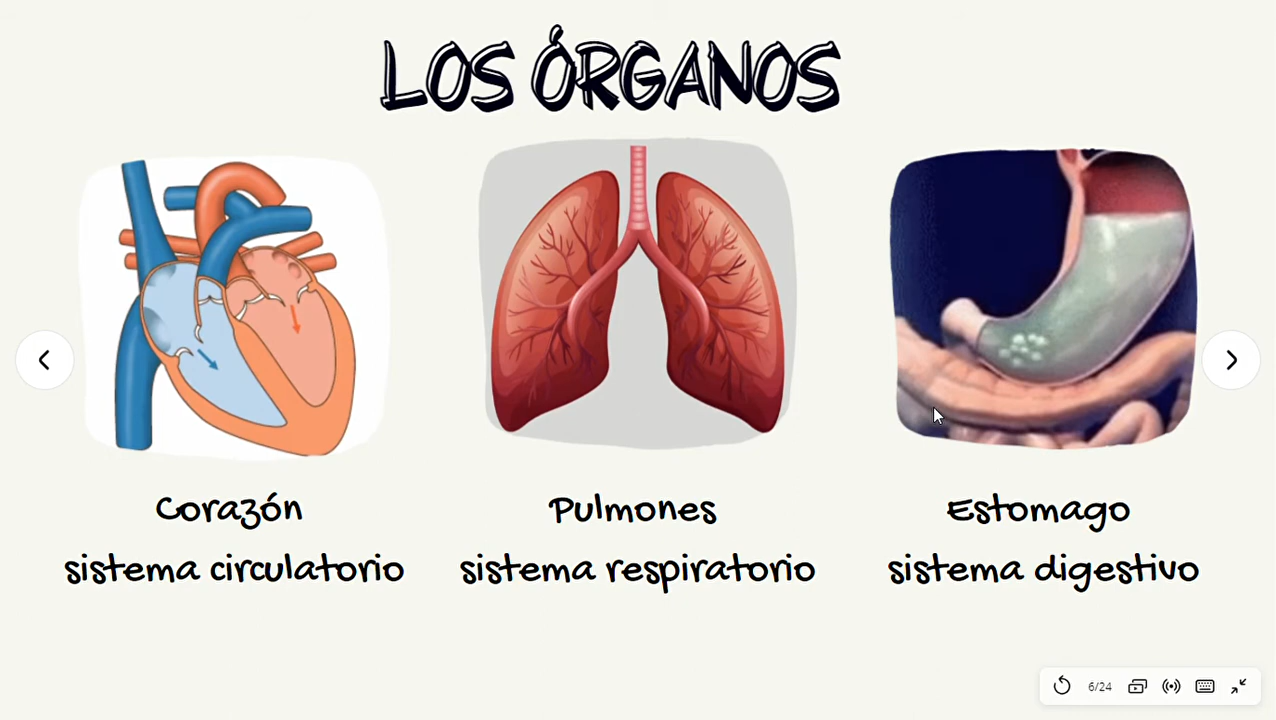 LOS ÓRGANOS
Corazón
sistema circulatorio
Pulmones
sistema respiratorio
Estomago
sistema digestivo
6/24